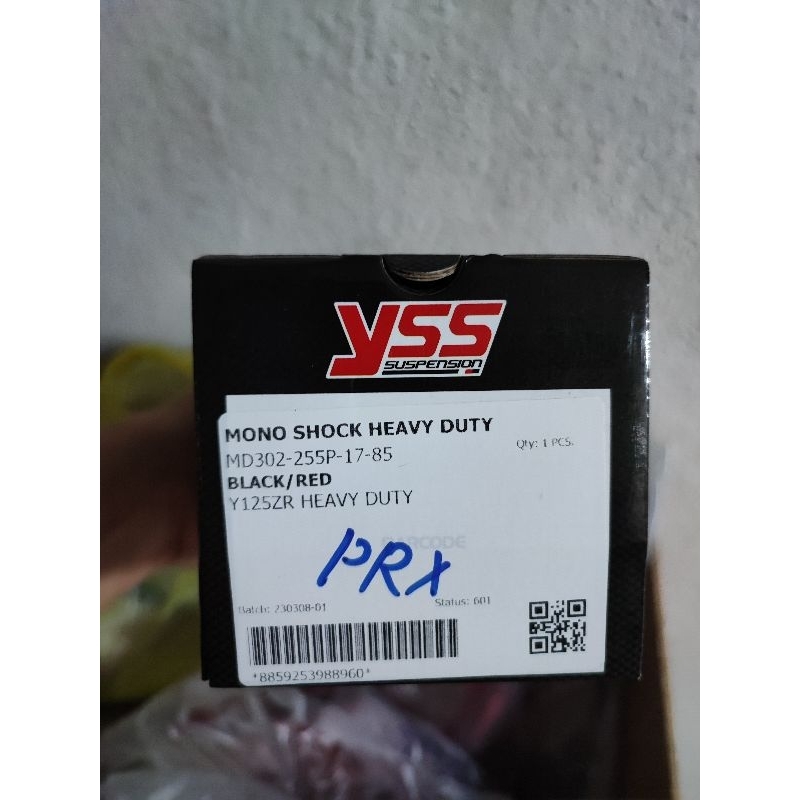 YSS
SUSPENSION
MONO SHOCK HEAVY DUTY
Qty: 1 PCS.
MD302-255P-17-85
BLACK/RED
Y125ZR HEAVY DUTY
BARCODE
PRX
Batch: 230308-01
Status: 601
*8859253988960*